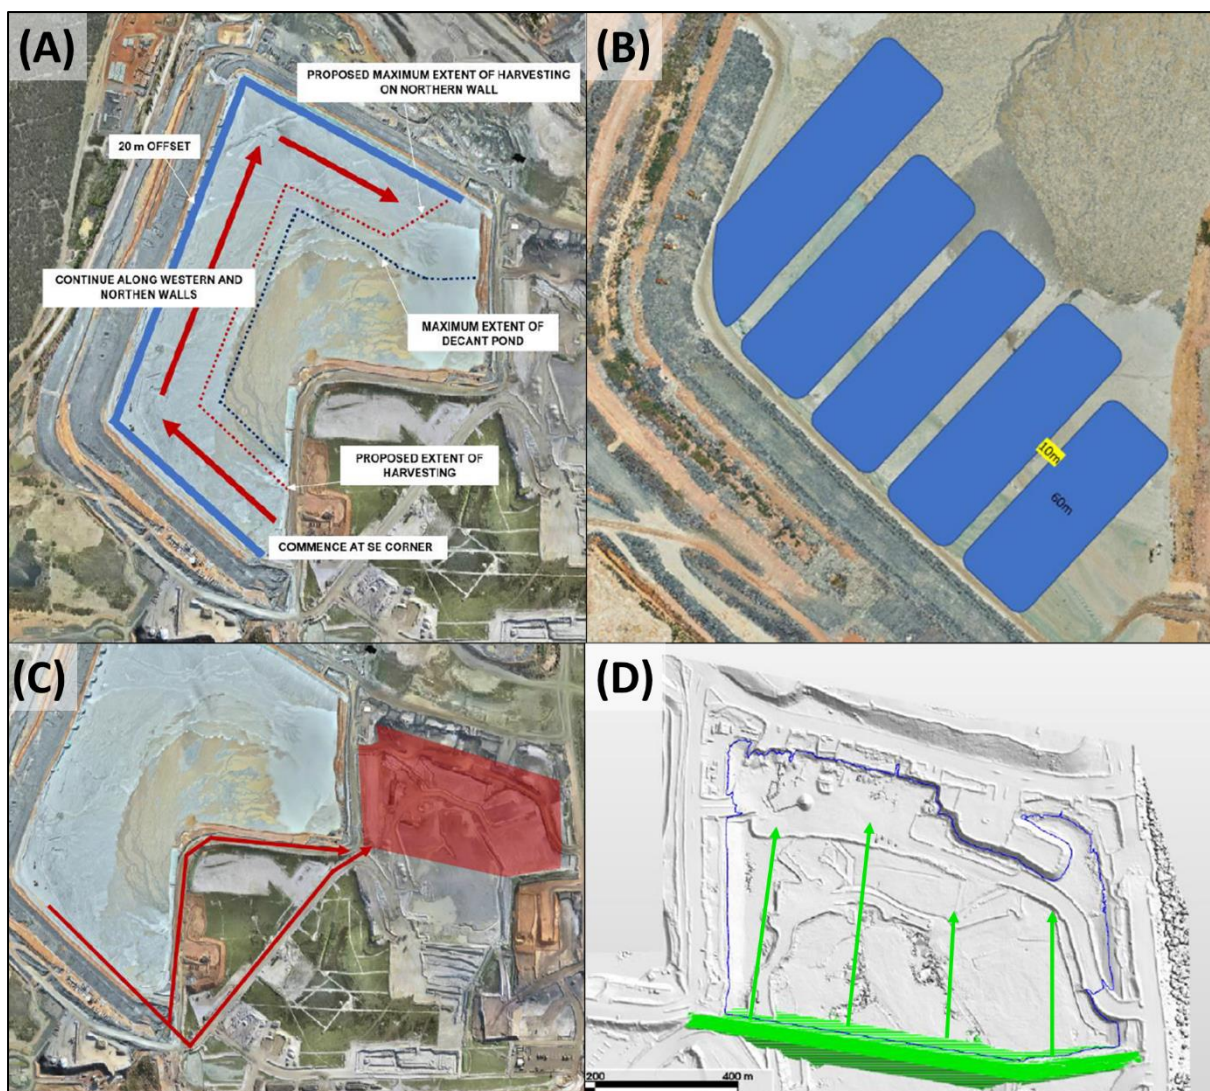 (A)
PROPOSED MAXIMUM EXTENT OF HARVESTING
ON NORTHERN WALL
20 m OFFSET
CONTINUE ALONG WESTERN AND
NORTHEN WALLS
MAXIMUM EXTENT OF
DECANT POND
PROPOSED EXTENT OF
HARVESTING
COMMENCE AT SE CORNER
(B)
10m
60m
(C)
(D)
200
400 m